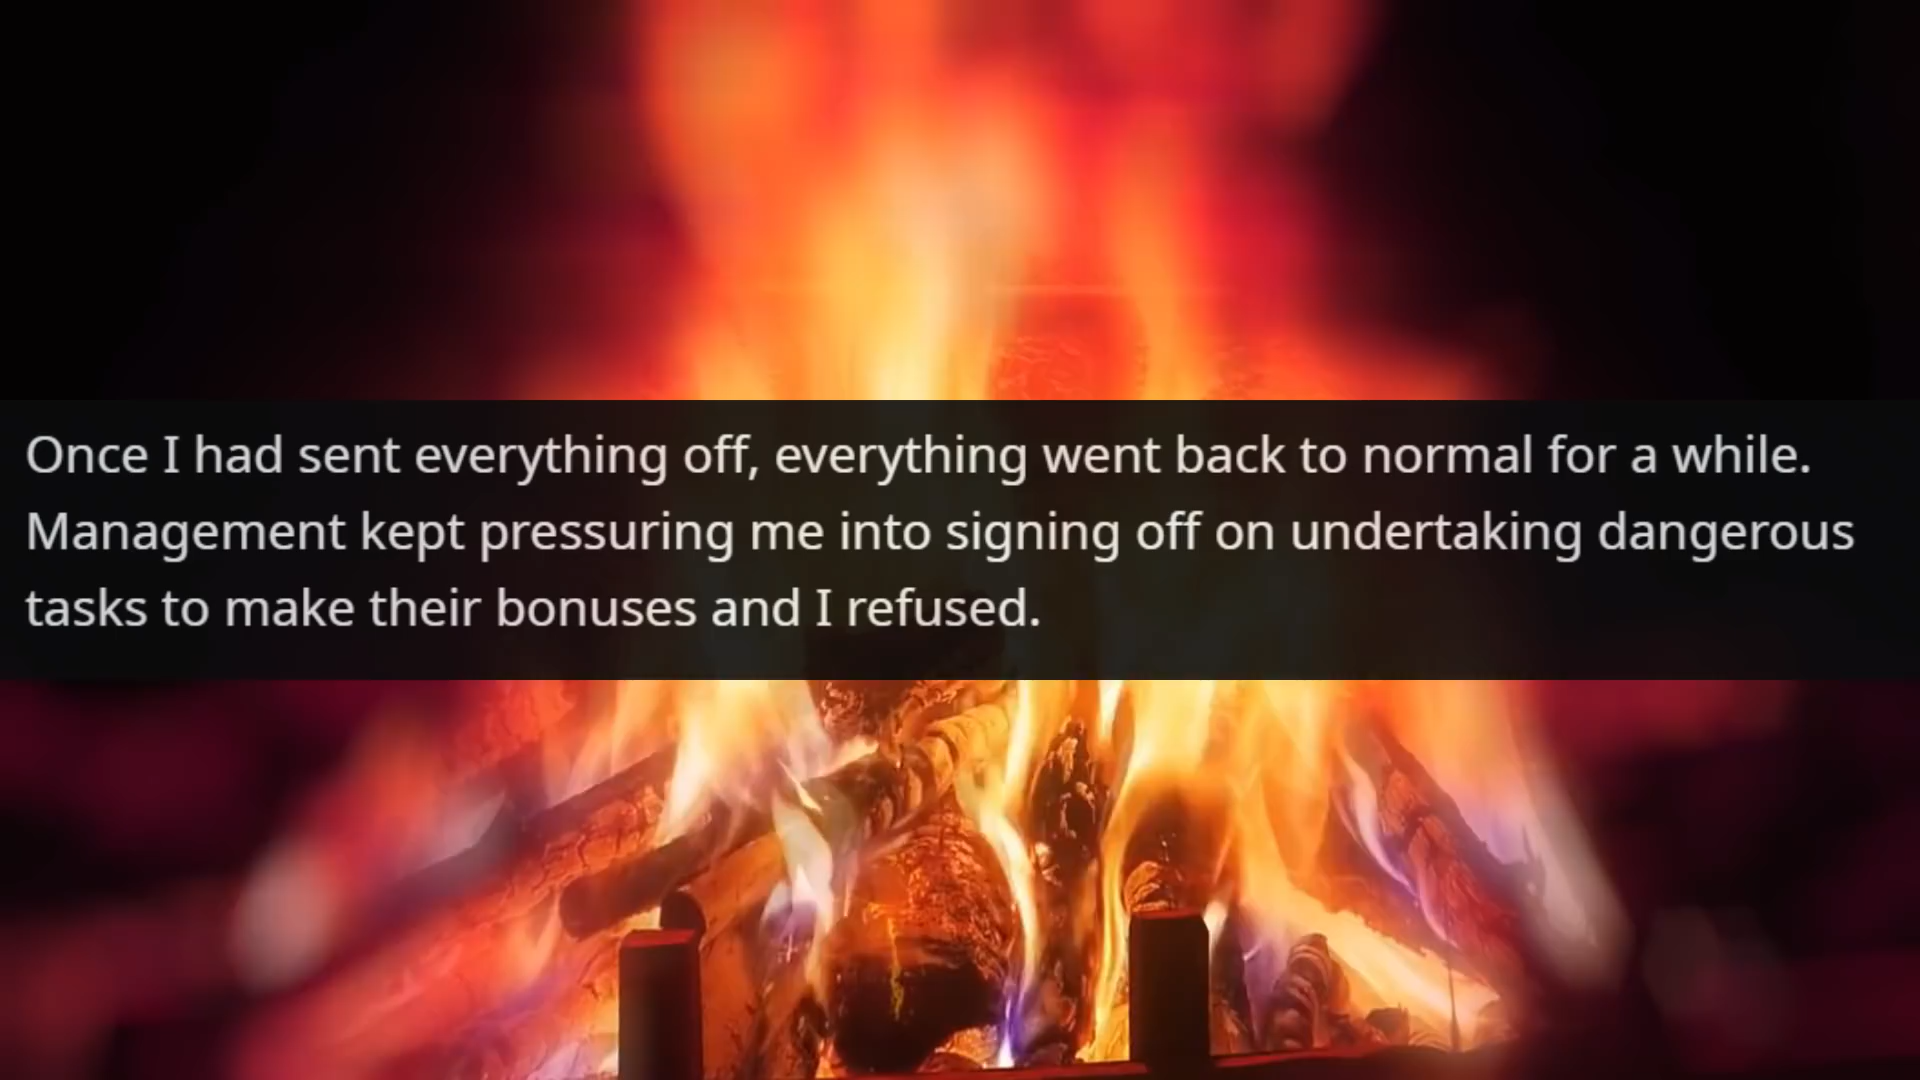 Once I had sent everything off, everything went back to normal for a while.
Management kept pressuring me into signing off on undertaking dangerous
tasks to make their bonuses and I refused.